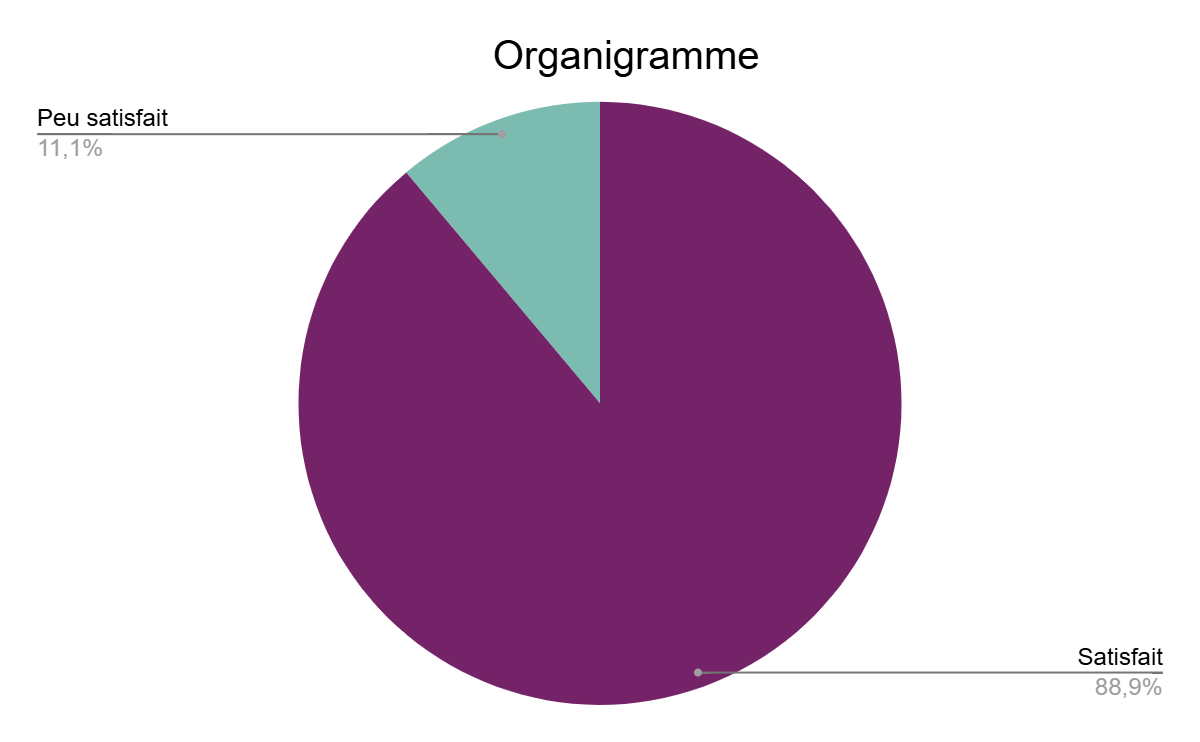 Organigramme
Peu satisfait
11,1%
Satisfait
88,9%